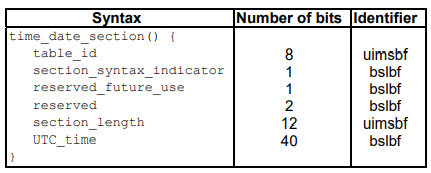 Syntax Number of bits Identifier
time_date_section() {
table_id 8 uimsbf
section_syntax_indicator 1 bslbf
reserved_future_use 1 bslbf
reserved 2 bslbf
section_length 12 uimsbf
UTC_time 40 bslbf
}